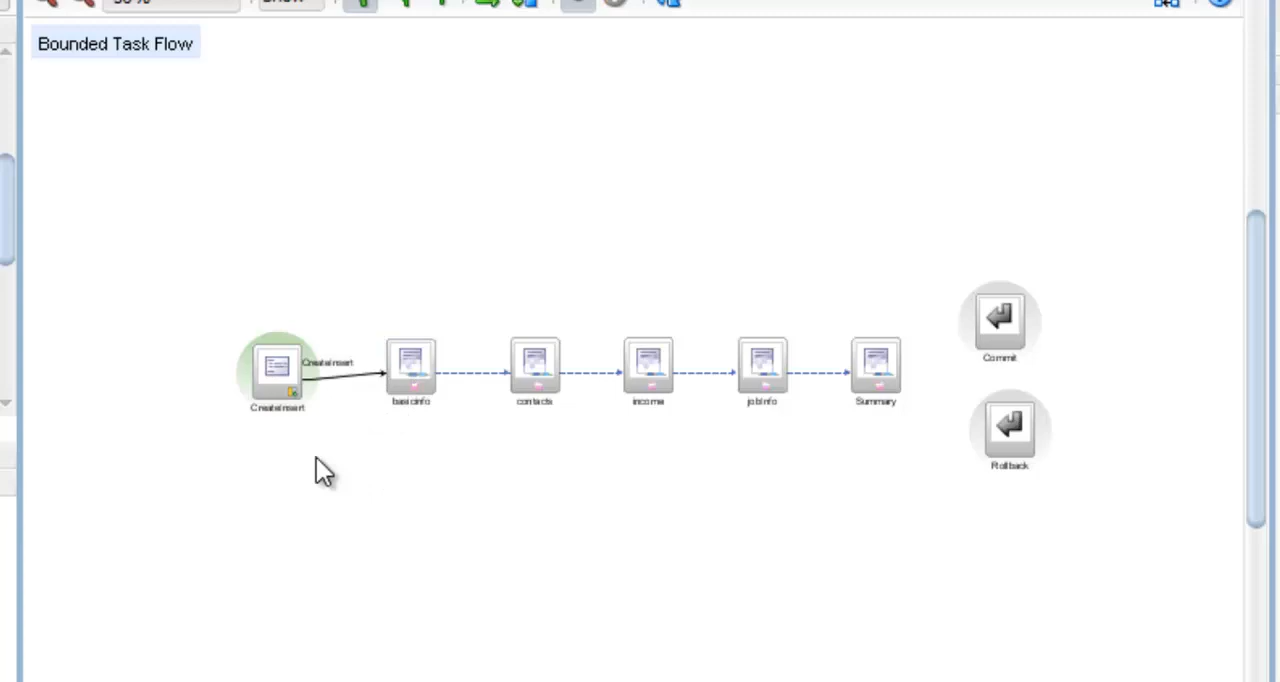 Bounded Task Flow
CreateInsert
CreateInsert
basicinfo
contacts
income
jobInfo
Summary
Commit
Rollback